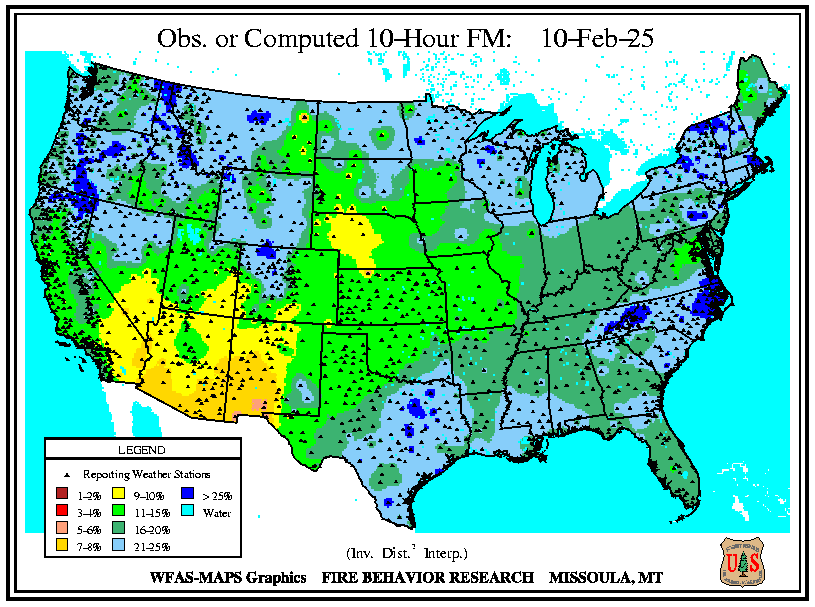 Obs. or Computed 10-Hour FM: 10-Feb-25
LEGEND
Reporting Weather Stations
1-2% 9-10% > 25%
3-4% 11-15% Water
5-6% 16-20%
7-8% 21-25%
(Inv. Dist.² Interp.)
WFAS-MAPS Graphics FIRE BEHAVIOR RESEARCH MISSOULA, MT
U S